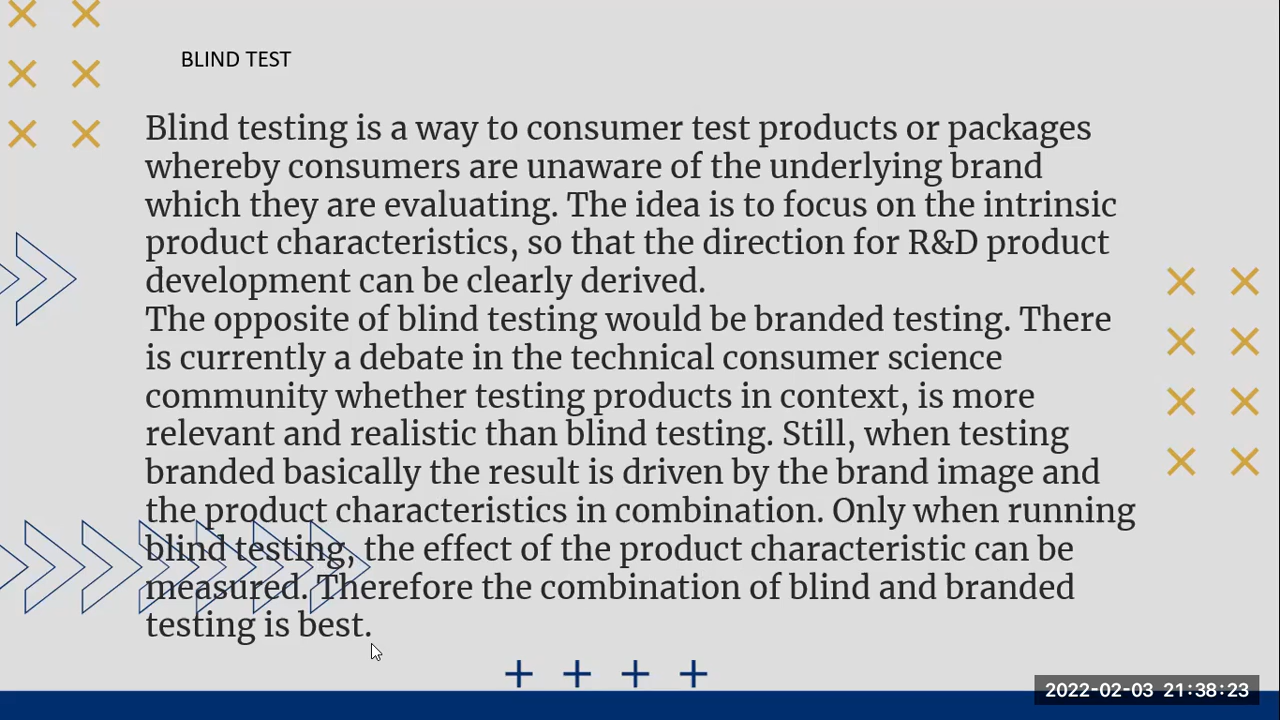 BLIND TEST
Blind testing is a way to consumer test products or packages
whereby consumers are unaware of the underlying brand
which they are evaluating. The idea is to focus on the intrinsic
product characteristics, so that the direction for R&D product
development can be clearly derived.
The opposite of blind testing would be branded testing. There
is currently a debate in the technical consumer science
community whether testing products in context, is more
relevant and realistic than blind testing. Still, when testing
branded basically the result is driven by the brand image and
the product characteristics in combination. Only when running
blind testing, the effect of the product characteristic can be
measured. Therefore the combination of blind and branded
testing is best.
2022-02-03 21:38:23